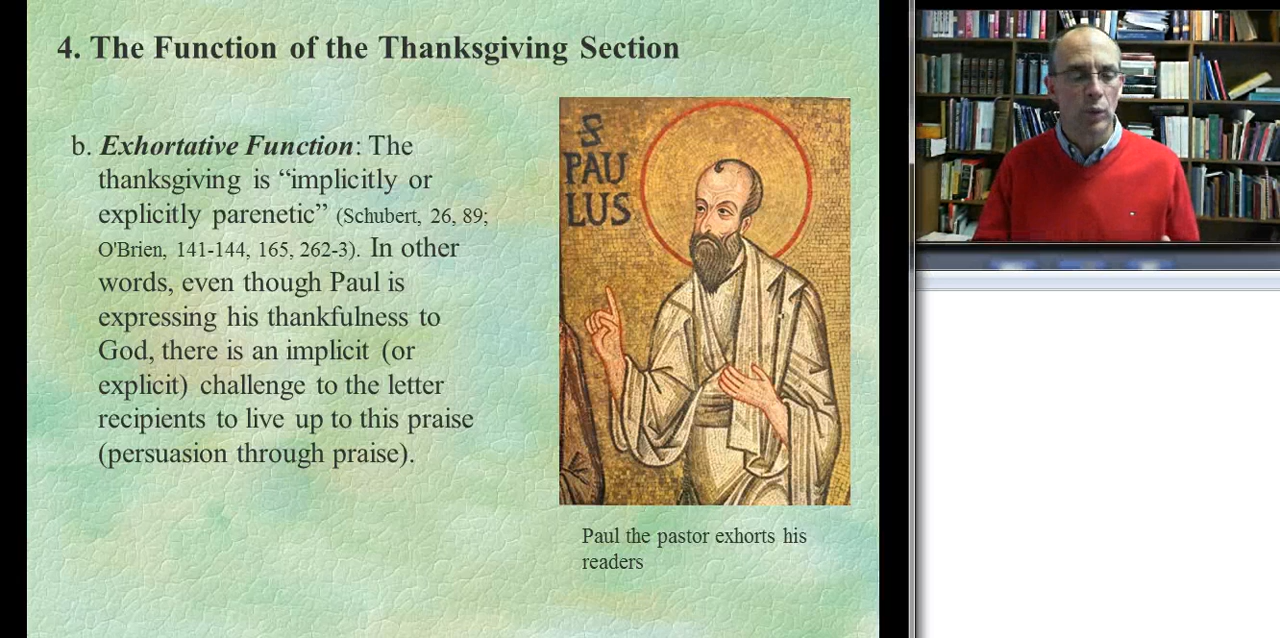 4. The Function of the Thanksgiving Section
b. Exhortative Function: The
thanksgiving is “implicitly or
explicitly parenetic” (Schubert, 26, 89;
O'Brien, 141-144, 165, 262-3). In other
words, even though Paul is
expressing his thankfulness to
God, there is an implicit (or
explicit) challenge to the letter
recipients to live up to this praise
(persuasion through praise).
S
PAU
LUS
Paul the pastor exhorts his
readers